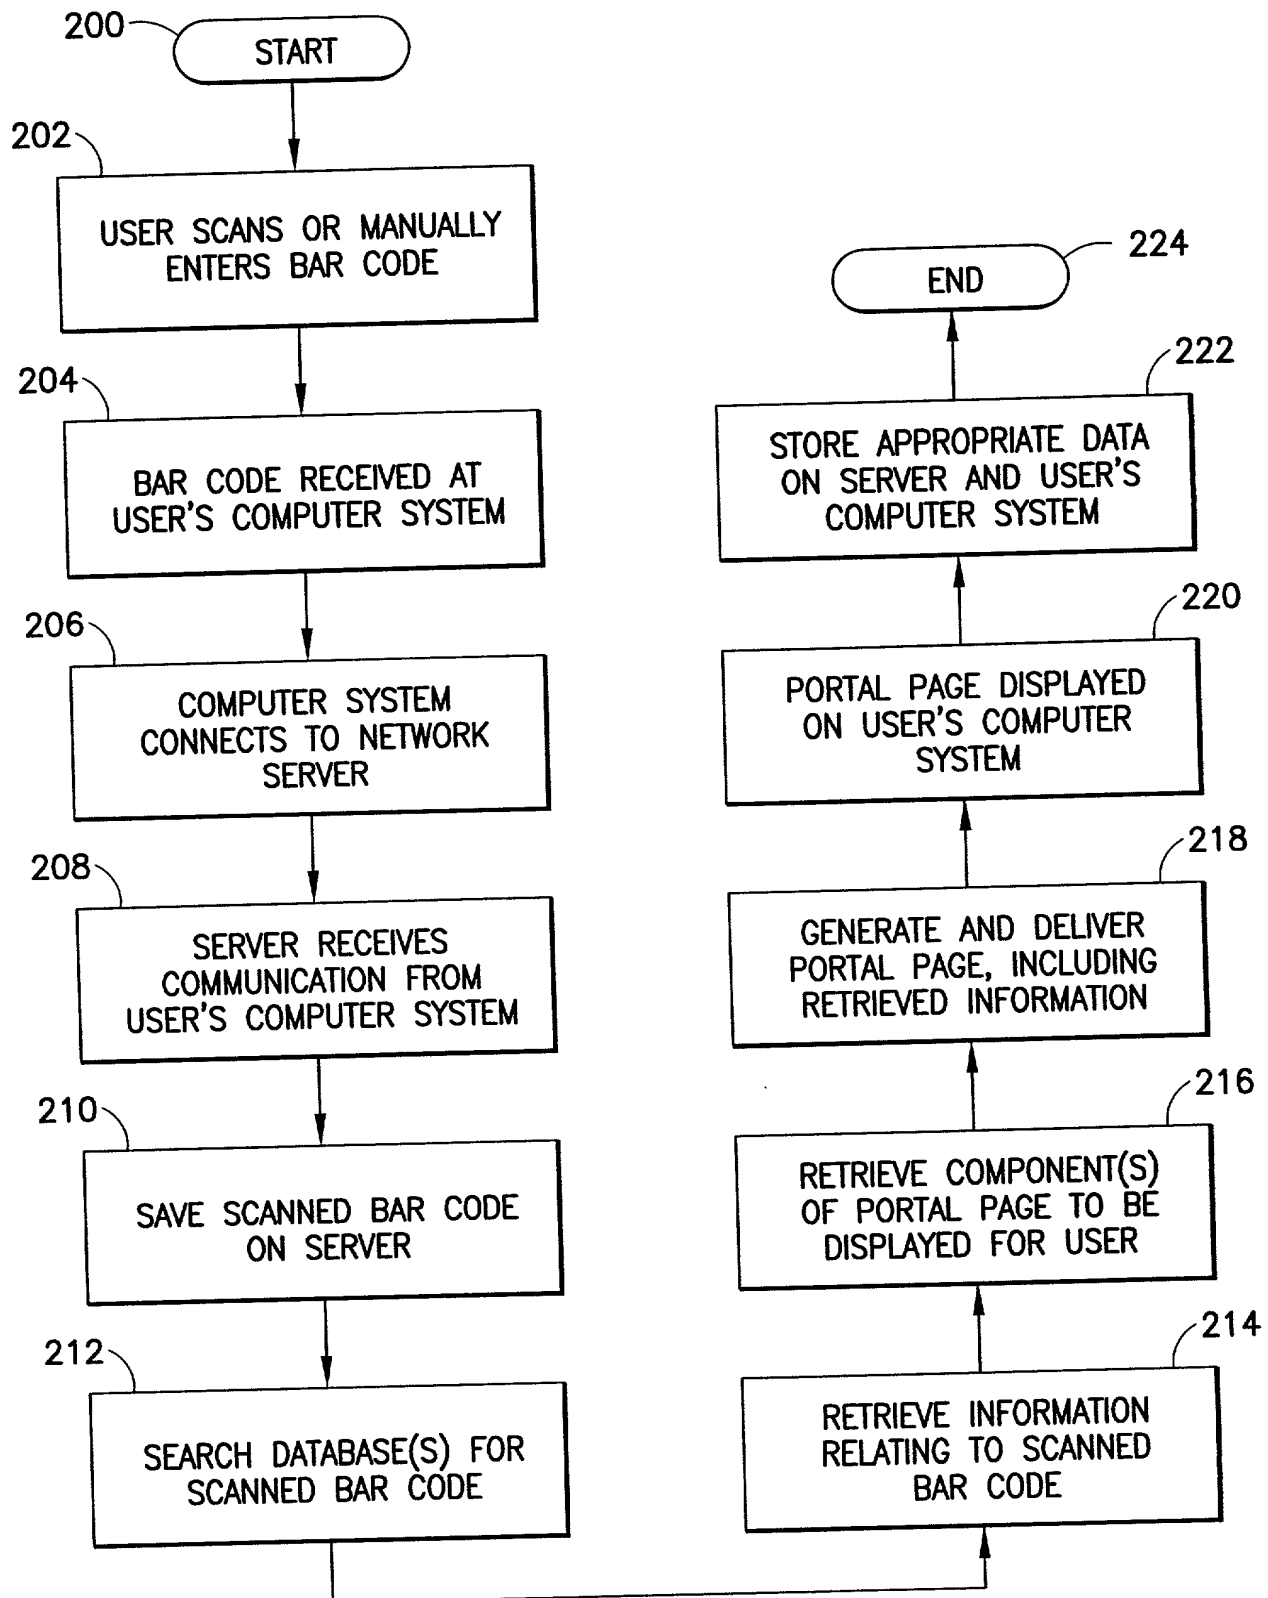 200
START
202
USER SCANS OR MANUALLY
ENTERS BAR CODE
204
BAR CODE RECEIVED AT
USER'S COMPUTER SYSTEM
206
COMPUTER SYSTEM
CONNECTS TO NETWORK
SERVER
208
SERVER RECEIVES
COMMUNICATION FROM
USER'S COMPUTER SYSTEM
210
SAVE SCANNED BAR CODE
ON SERVER
212
SEARCH DATABASE(S) FOR
SCANNED BAR CODE
214
RETRIEVE INFORMATION
RELATING TO SCANNED
BAR CODE
216
RETRIEVE COMPONENT(S)
OF PORTAL PAGE TO BE
DISPLAYED FOR USER
218
GENERATE AND DELIVER
PORTAL PAGE, INCLUDING
RETRIEVED INFORMATION
220
PORTAL PAGE DISPLAYED
ON USER'S COMPUTER
SYSTEM
222
STORE APPROPRIATE DATA
ON SERVER AND USER'S
COMPUTER SYSTEM
224
END